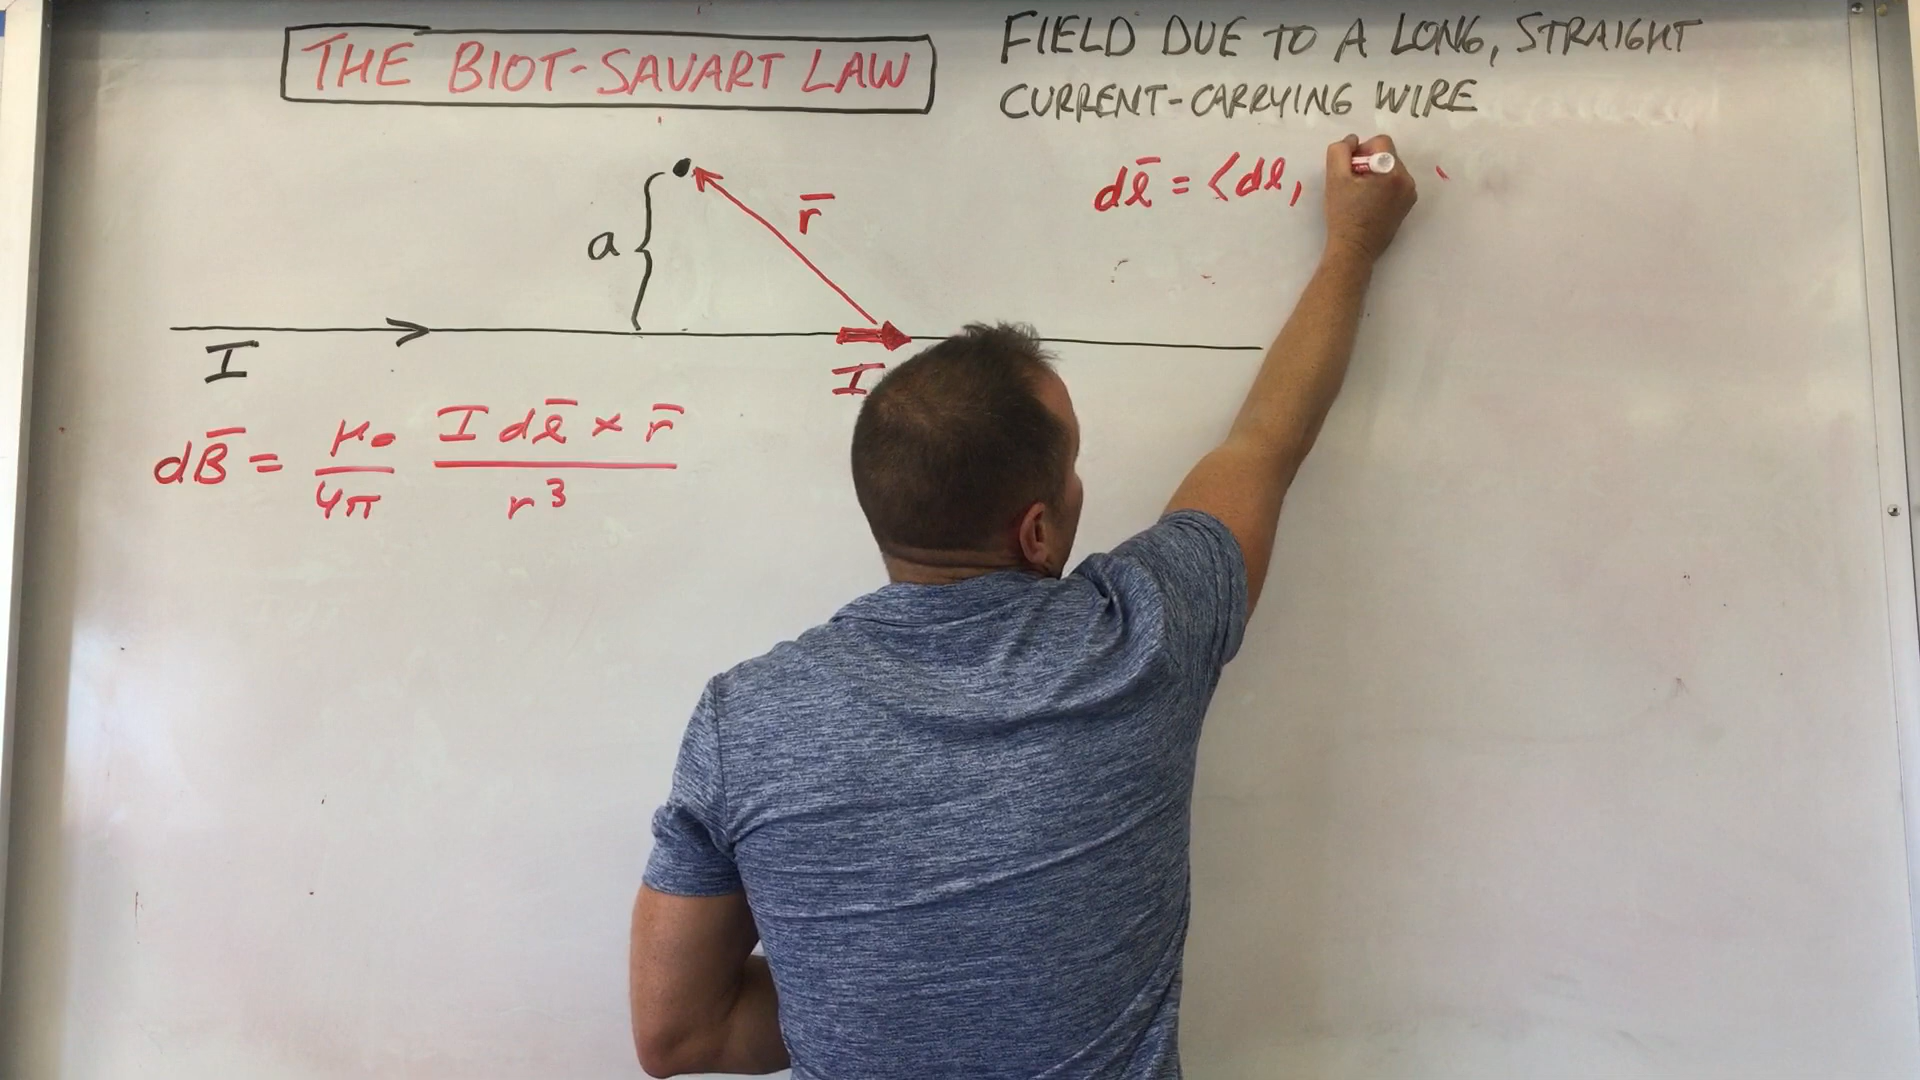 THE BIOT-SAVART LAW
FIELD DUE TO A LONG, STRAIGHT
CURRENT-CARRYING WIRE
dl̄ = <dl,
a
r̄
I
I
dB̄ = μ₀/4π I dl̄ × r̄/r³